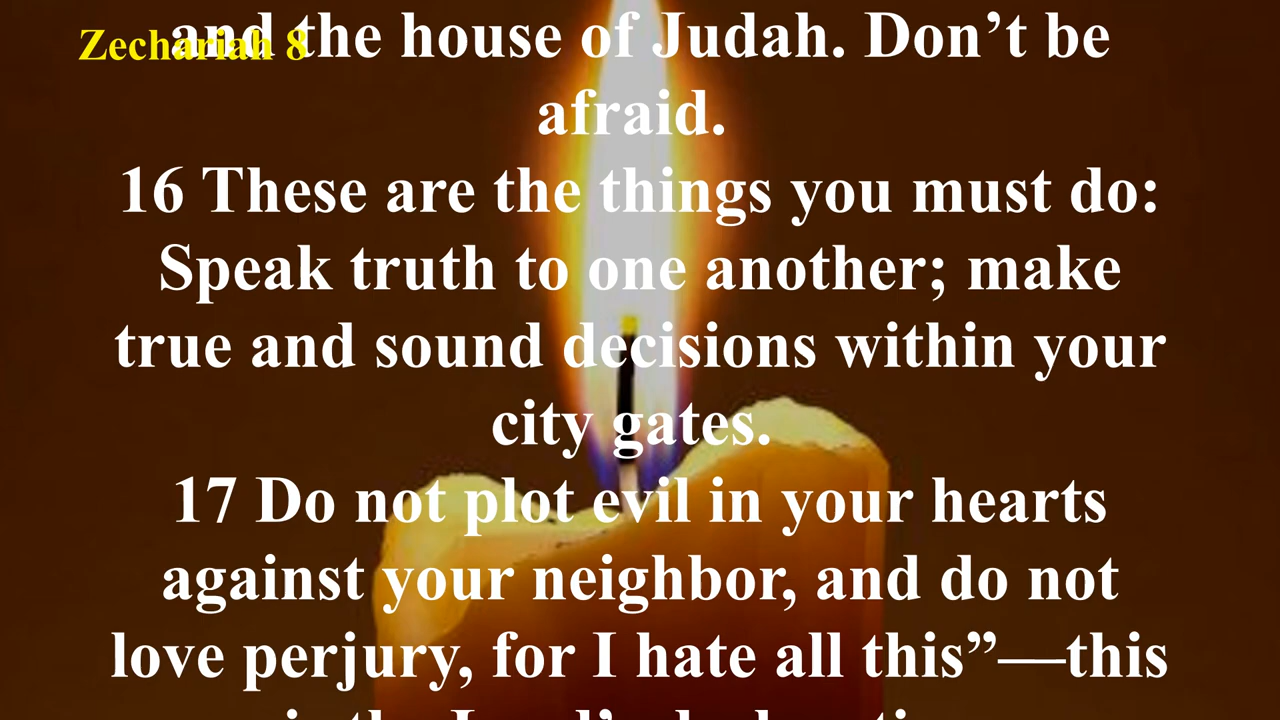 Zechariah 8
and the house of Judah. Don’t be
afraid.
16 These are the things you must do:
Speak truth to one another; make
true and sound decisions within your
city gates.
17 Do not plot evil in your hearts
against your neighbor, and do not
love perjury, for I hate all this”—this